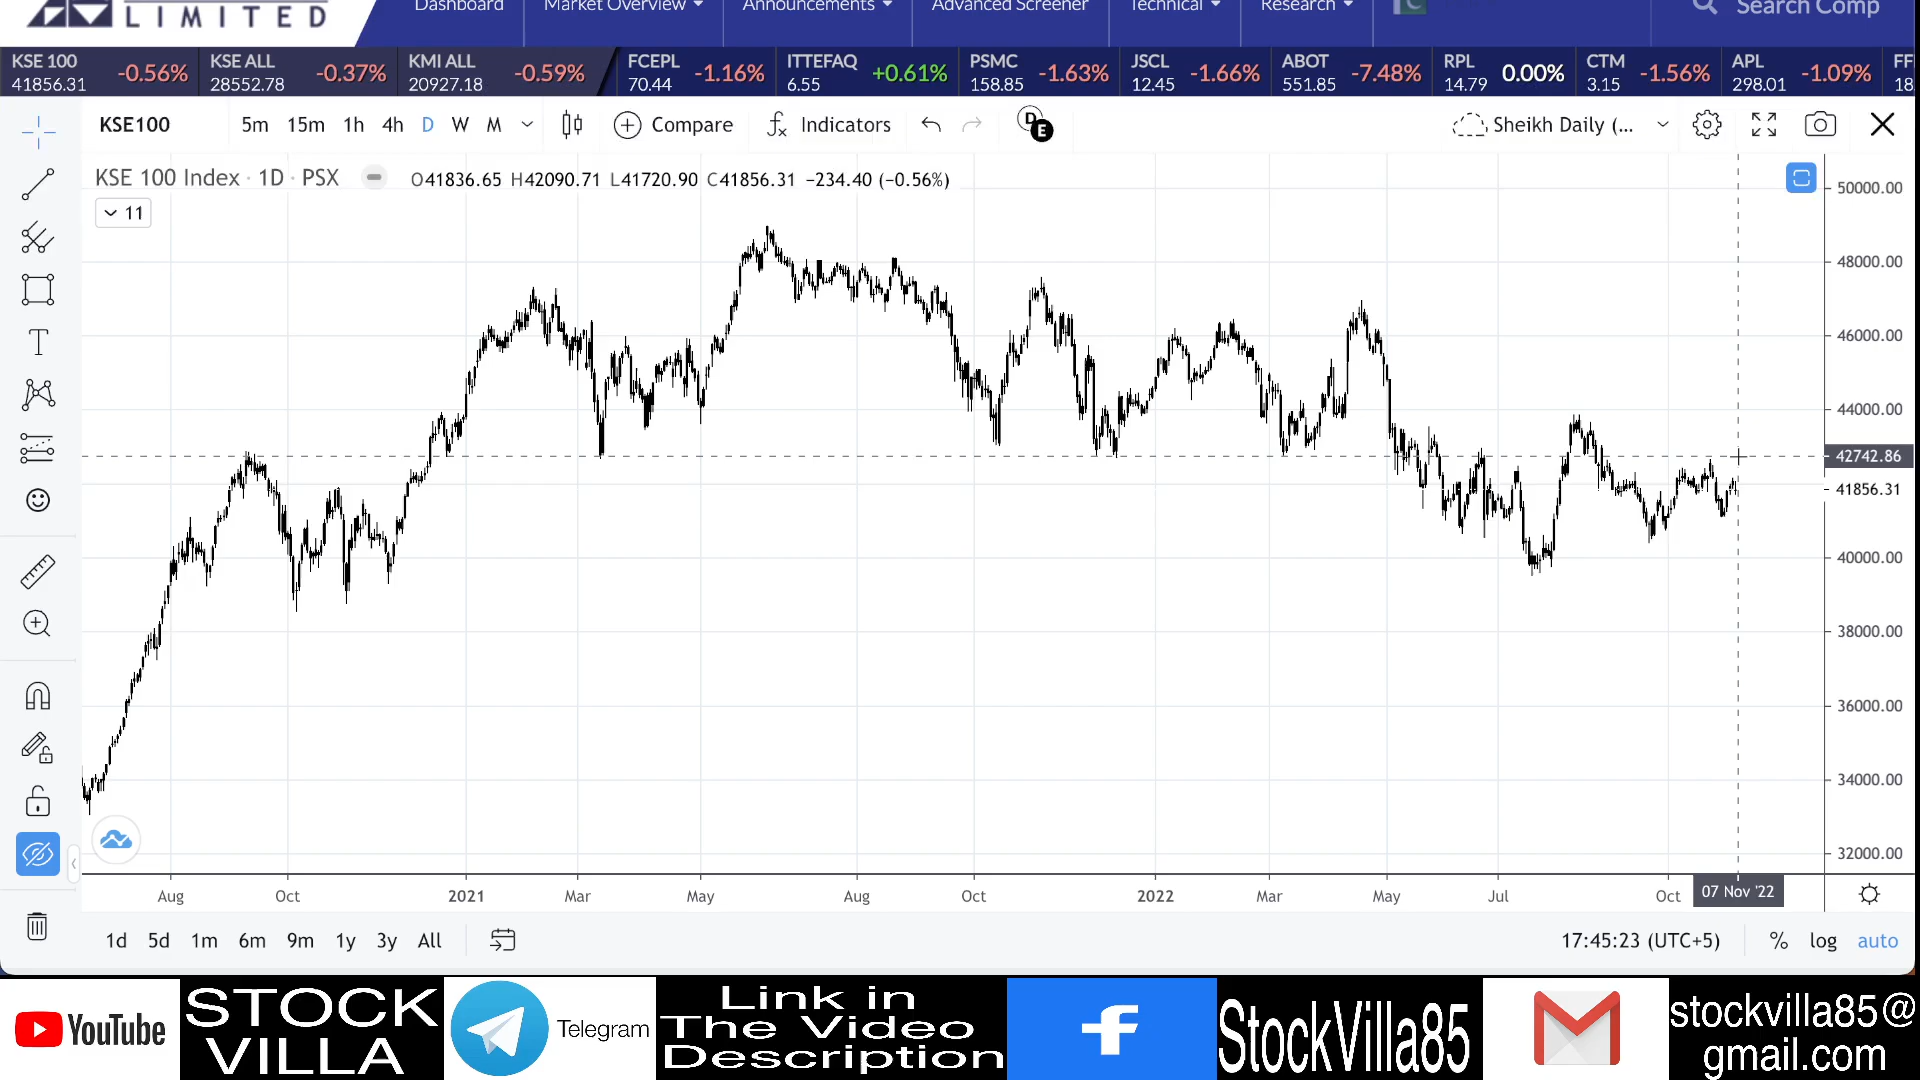 LIMITED
Dashboard
Market Overview
Announcements
Advanced Screener
Technical
Research
Search Comp
KSE 100
41856.31
-0.56%
KSE ALL
28552.78
-0.37%
KMI ALL
20927.18
-0.59%
FCEPL
70.44
-1.16%
ITTEFAQ
6.55
+0.61%
PSMC
158.85
-1.63%
JSCL
12.45
-1.66%
ABOT
551.85
-7.48%
RPL
14.79
0.00%
CTM
3.15
-1.56%
APL
298.01
-1.09%
FF
18
KSE100
5m
15m
1h
4h
D
W
M
Compare
Indicators
D
E
Sheikh Daily (...
KSE 100 Index · 1D · PSX
O41836.65 H42090.71 L41720.90 C41856.31 −234.40 (−0.56%)
11
50000.00
48000.00
46000.00
44000.00
42742.86
41856.31
40000.00
38000.00
36000.00
34000.00
32000.00
Aug
Oct
2021
Mar
May
Aug
Oct
2022
Mar
May
Jul
Oct
07 Nov '22
1d
5d
1m
6m
9m
1y
3y
All
17:45:23 (UTC+5)
%
log
auto
YouTube
STOCK
VILLA
Telegram
Link in
The Video
Description
StockVilla85
stockvilla85@
gmail.com